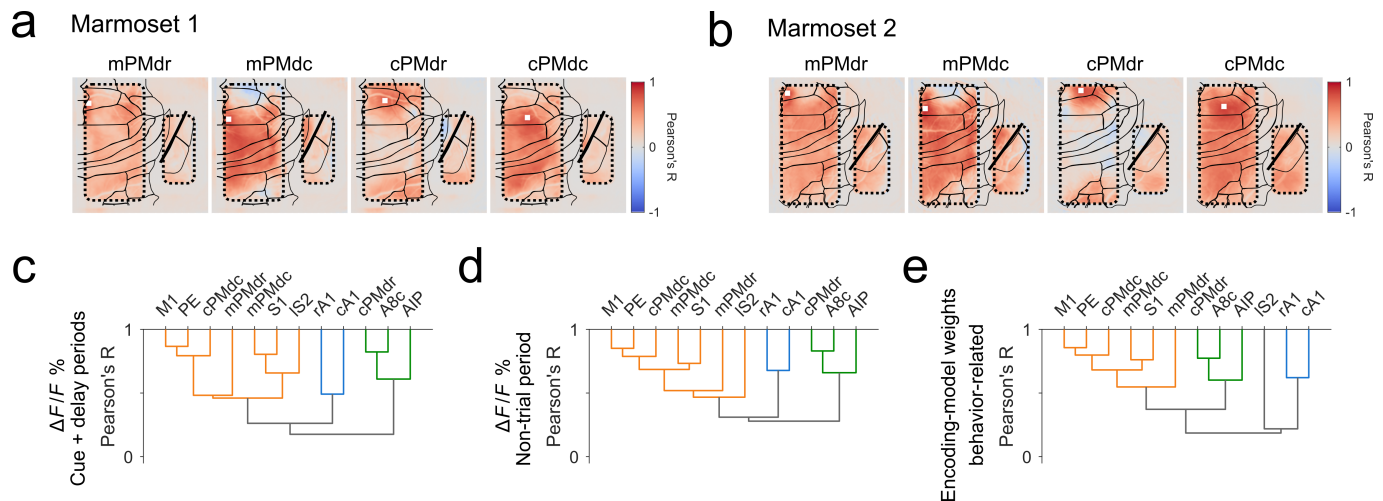 a Marmoset 1
mPMdr mPMdc cPMdr cPMdc
1
0
-1
Pearson's R
b Marmoset 2
mPMdr mPMdc cPMdr cPMdc
1
0
-1
Pearson's R
c
M1 PE cPMdc mPMdr mPMdc S1 lS2 rA1 cA1 cPMdr A8c AIP
1
0
ΔF/F %
Cue + delay periods
Pearson's R
d
M1 PE cPMdc mPMdc S1 mPMdr lS2 rA1 cA1 cPMdr A8c AIP
1
0
ΔF/F %
Non-trial period
Pearson's R
e
M1 PE cPMdc mPMdc S1 mPMdr cPMdr A8c AIP lS2 rA1 cA1
1
0
Encoding-model weights
behavior-related
Pearson's R